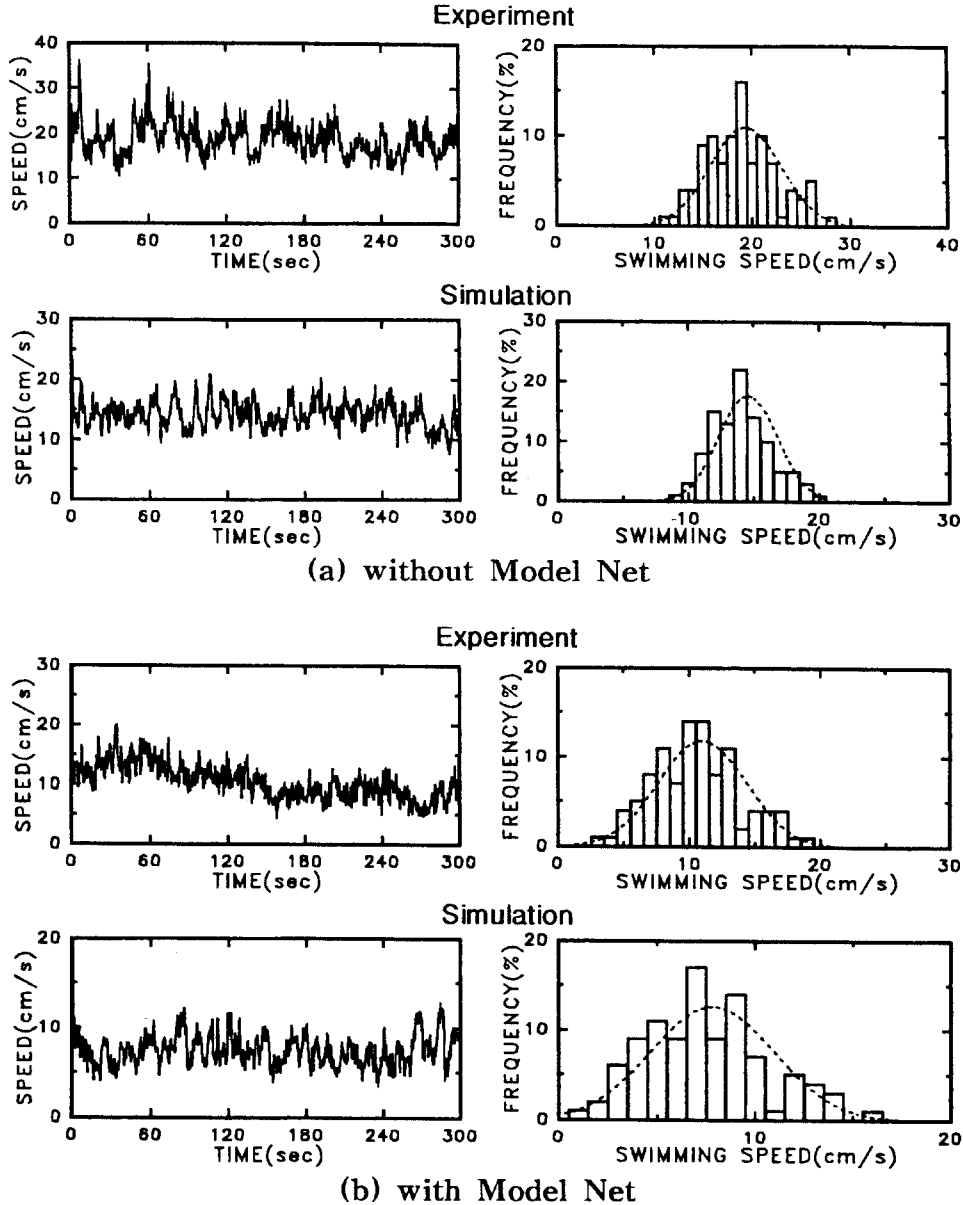 Experiment
SPEED(cm/s)
40
30
20
10
0
0 60 120 180 240 300
TIME(sec)
FREQUENCY(%)
20
10
0
0 10 20 30 40
SWIMMING SPEED(cm/s)
Simulation
SPEED(cm/s)
30
20
10
0
0 60 120 180 240 300
TIME(sec)
FREQUENCY(%)
30
20
10
0
0 10 20 30
SWIMMING SPEED(cm/s)
(a) without Model Net
Experiment
SPEED(cm/s)
30
20
10
0
0 60 120 180 240 300
TIME(sec)
FREQUENCY(%)
20
10
0
0 10 20 30
SWIMMING SPEED(cm/s)
Simulation
SPEED(cm/s)
20
10
0
0 60 120 180 240 300
TIME(sec)
FREQUENCY(%)
20
10
0
0 10 20
SWIMMING SPEED(cm/s)
(b) with Model Net